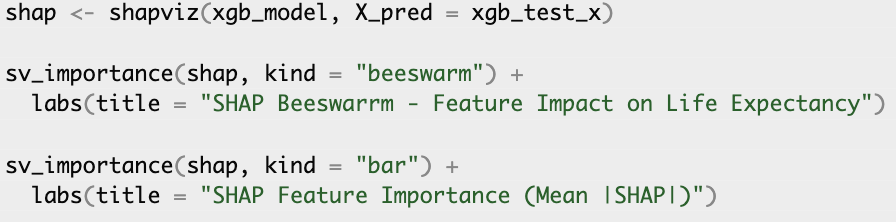 shap <- shapviz(xgb_model, X_pred = xgb_test_x)
sv_importance(shap, kind = "beeswarm") +
labs(title = "SHAP Beeswarrm - Feature Impact on Life Expectancy")
sv_importance(shap, kind = "bar") +
labs(title = "SHAP Feature Importance (Mean |SHAP|)")